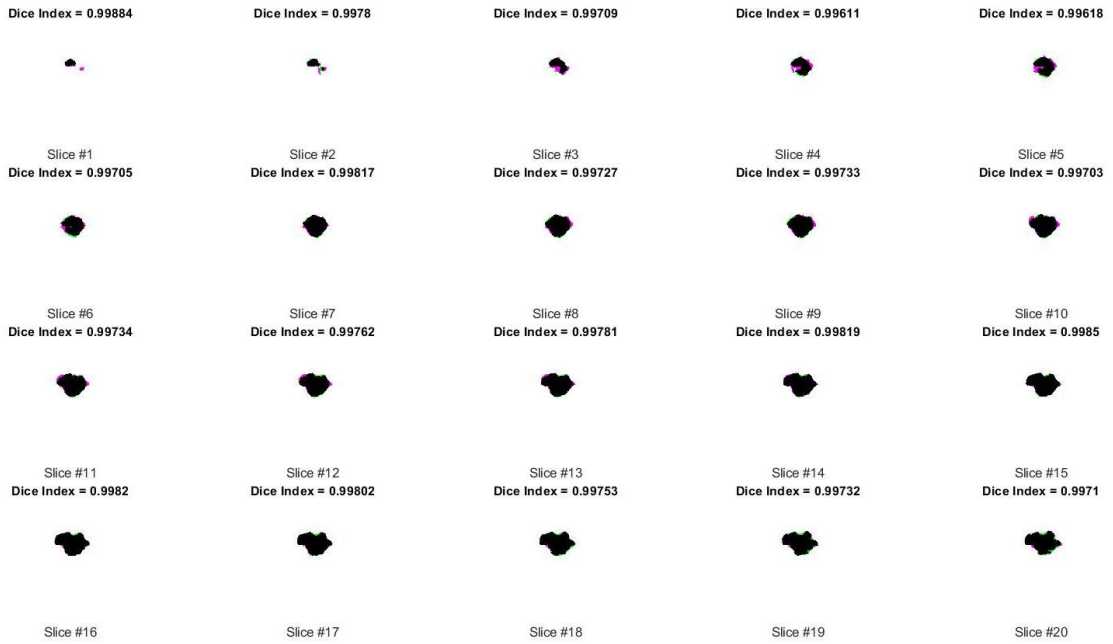 Dice Index = 0.99884
Dice Index = 0.9978
Dice Index = 0.99709
Dice Index = 0.99611
Dice Index = 0.99618
Slice #1
Slice #2
Slice #3
Slice #4
Slice #5
Dice Index = 0.99705
Dice Index = 0.99817
Dice Index = 0.99727
Dice Index = 0.99733
Dice Index = 0.99703
Slice #6
Slice #7
Slice #8
Slice #9
Slice #10
Dice Index = 0.99734
Dice Index = 0.99762
Dice Index = 0.99781
Dice Index = 0.99819
Dice Index = 0.9985
Slice #11
Slice #12
Slice #13
Slice #14
Slice #15
Dice Index = 0.9982
Dice Index = 0.99802
Dice Index = 0.99753
Dice Index = 0.99732
Dice Index = 0.9971
Slice #16
Slice #17
Slice #18
Slice #19
Slice #20